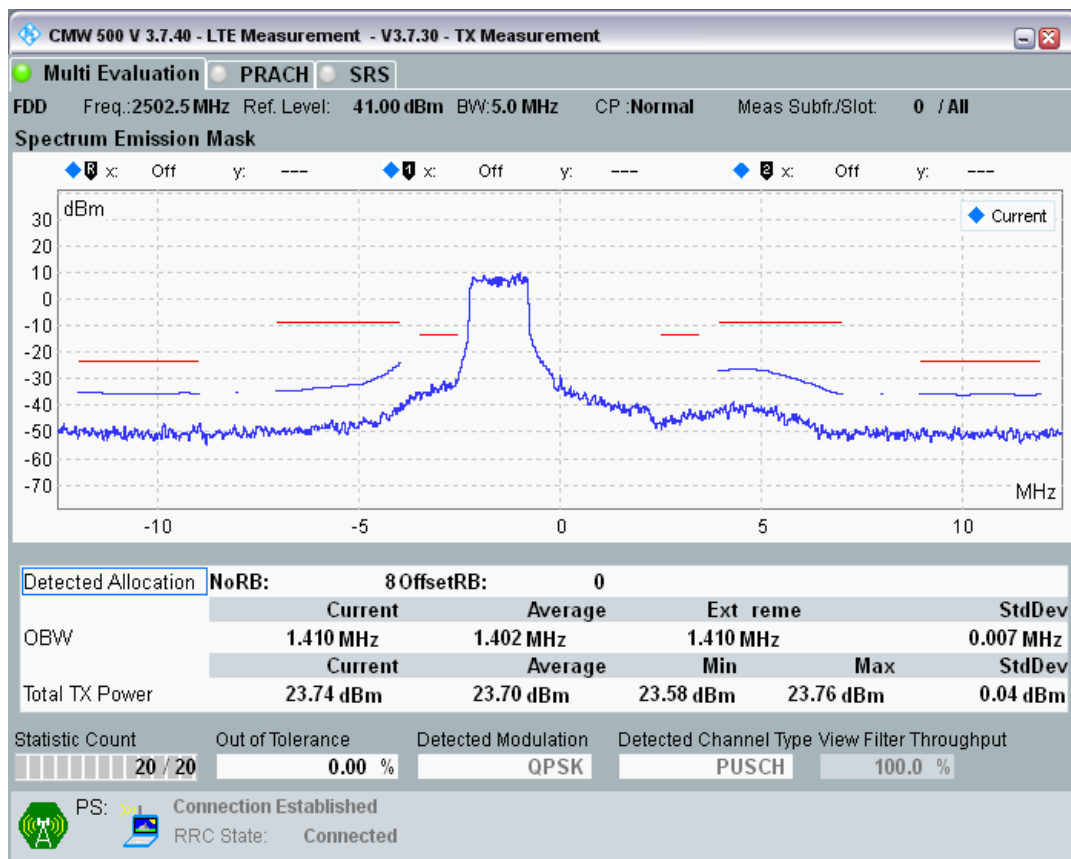 CMW 500 V 3.7.40 - LTE Measurement - V3.7.30 - TX Measurement
Multi Evaluation PRACH SRS
FDD Freq.:2502.5 MHz Ref. Level: 41.00 dBm BW:5.0 MHz CP :Normal Meas Subfr./Slot: 0 / All
Spectrum Emission Mask
R x: Off y: --- 1 x: Off y: --- 2 x: Off y: ---
dBm
Current
30
20
10
0
-10
-20
-30
-40
-50
-60
-70
MHz
-10 -5 0 5 10
Detected Allocation NoRB: 8 OffsetRB: 0
Current Average Ext reme StdDev
OBW 1.410 MHz 1.402 MHz 1.410 MHz 0.007 MHz
Current Average Min Max StdDev
Total TX Power 23.74 dBm 23.70 dBm 23.58 dBm 23.76 dBm 0.04 dBm
Statistic Count Out of Tolerance Detected Modulation Detected Channel Type View Filter Throughput
20 / 20 0.00 % QPSK PUSCH 100.0 %
PS: Connection Established
RRC State: Connected